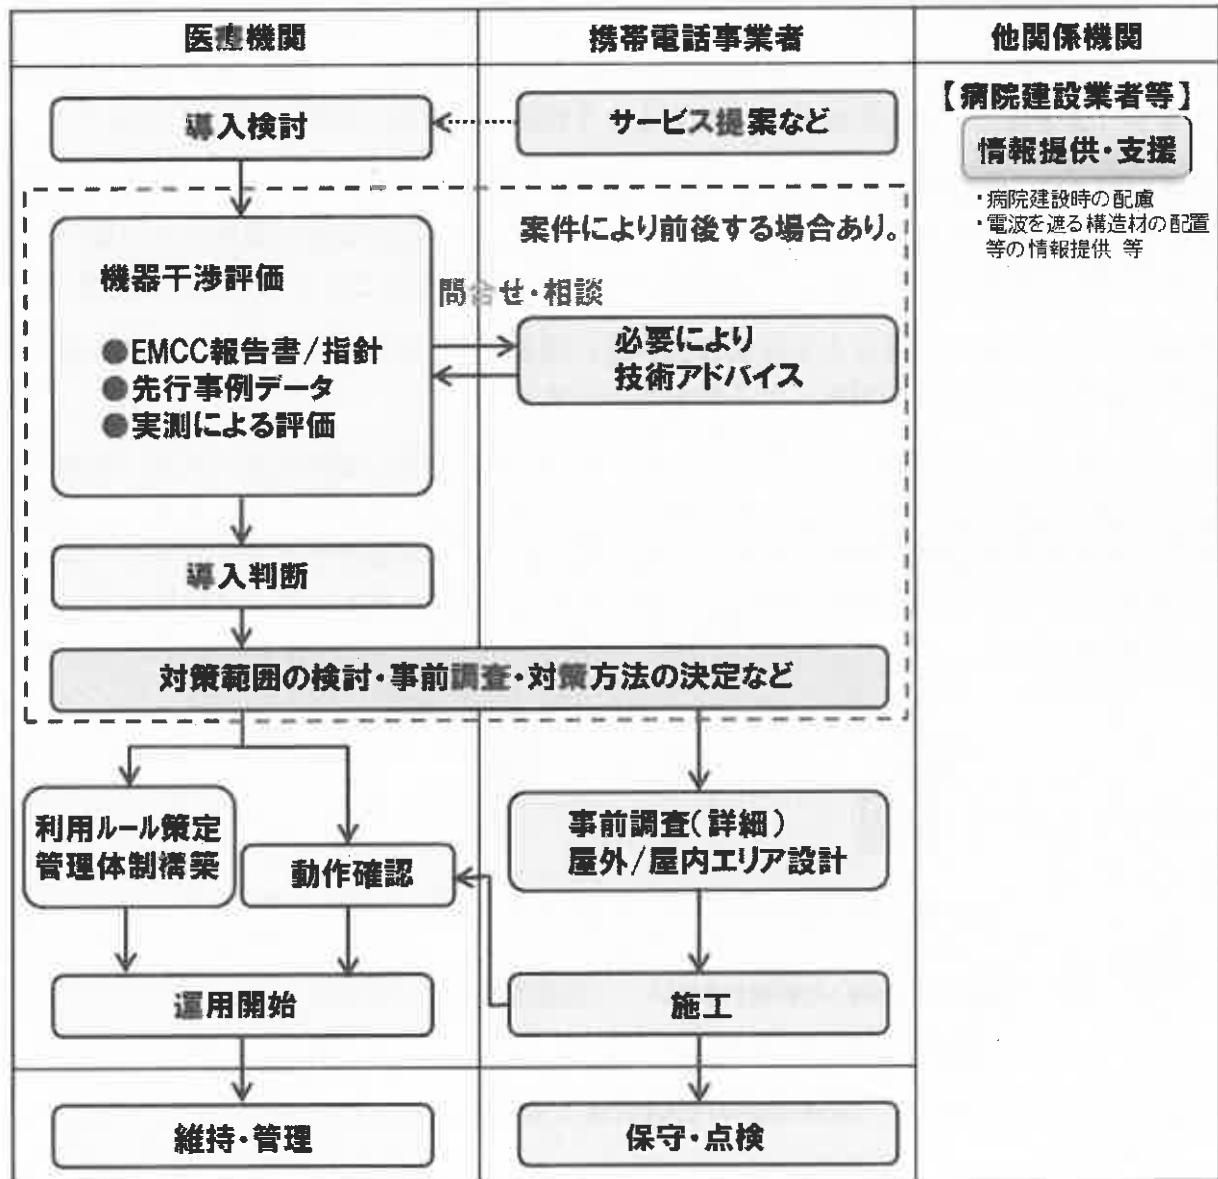 医療機関
携帯電話事業者
他関係機関
導入検討
サービス提案など
【病院建設業者等】
情報提供・支援
・病院建設時の配慮
・電波を遮る構造材の配置
等の情報提供 等
案件により前後する場合あり。
機器干渉評価
●EMCC報告書/指針
●先行事例データ
●実測による評価
問合せ・相談
必要により
技術アドバイス
導入判断
対策範囲の検討・事前調査・対策方法の決定など
利用ルール策定
管理体制構築
動作確認
事前調査(詳細)
屋外/屋内エリア設計
運用開始
施工
維持・管理
保守・点検